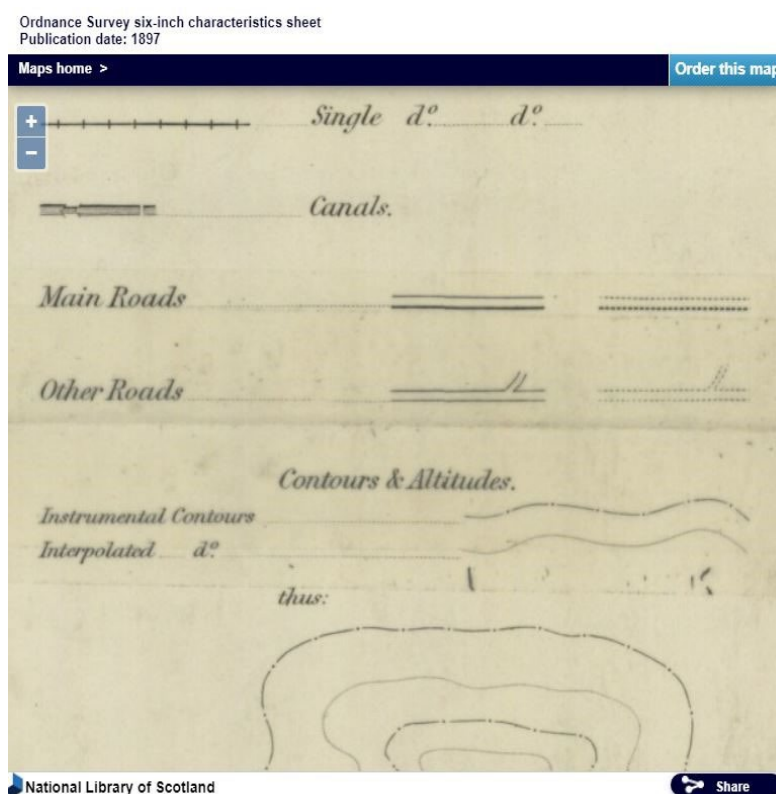 Ordnance Survey six-inch characteristics sheet
Publication date: 1897
Maps home >
Order this map
+
Single d.º d.º
−
Canals.
Main Roads
Other Roads
Contours & Altitudes.
Instrumental Contours
Interpolated d.º
thus:
National Library of Scotland
Share